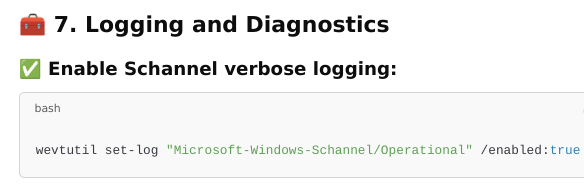 🧰 7. Logging and Diagnostics
✅ Enable Schannel verbose logging:
bash
wevtutil set-log "Microsoft-Windows-Schannel/Operational" /enabled:true